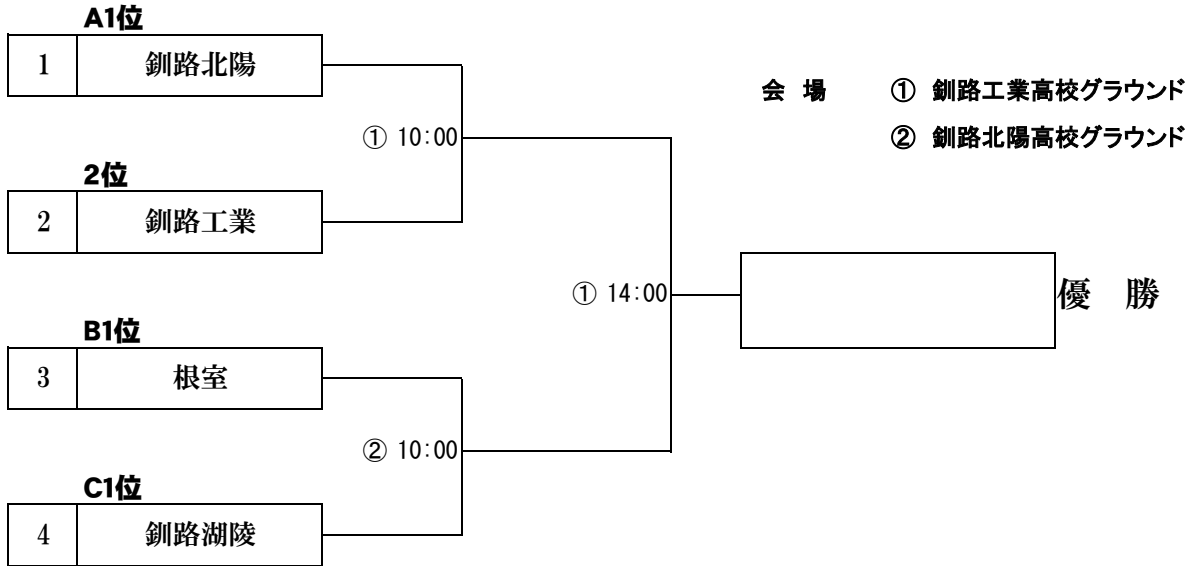 A1位
1 釧路北陽
会 場 ① 釧路工業高校グラウンド
① 10:00
② 釧路北陽高校グラウンド
2位
2 釧路工業
① 14:00
優 勝
B1位
3 根室
② 10:00
C1位
4 釧路湖陵